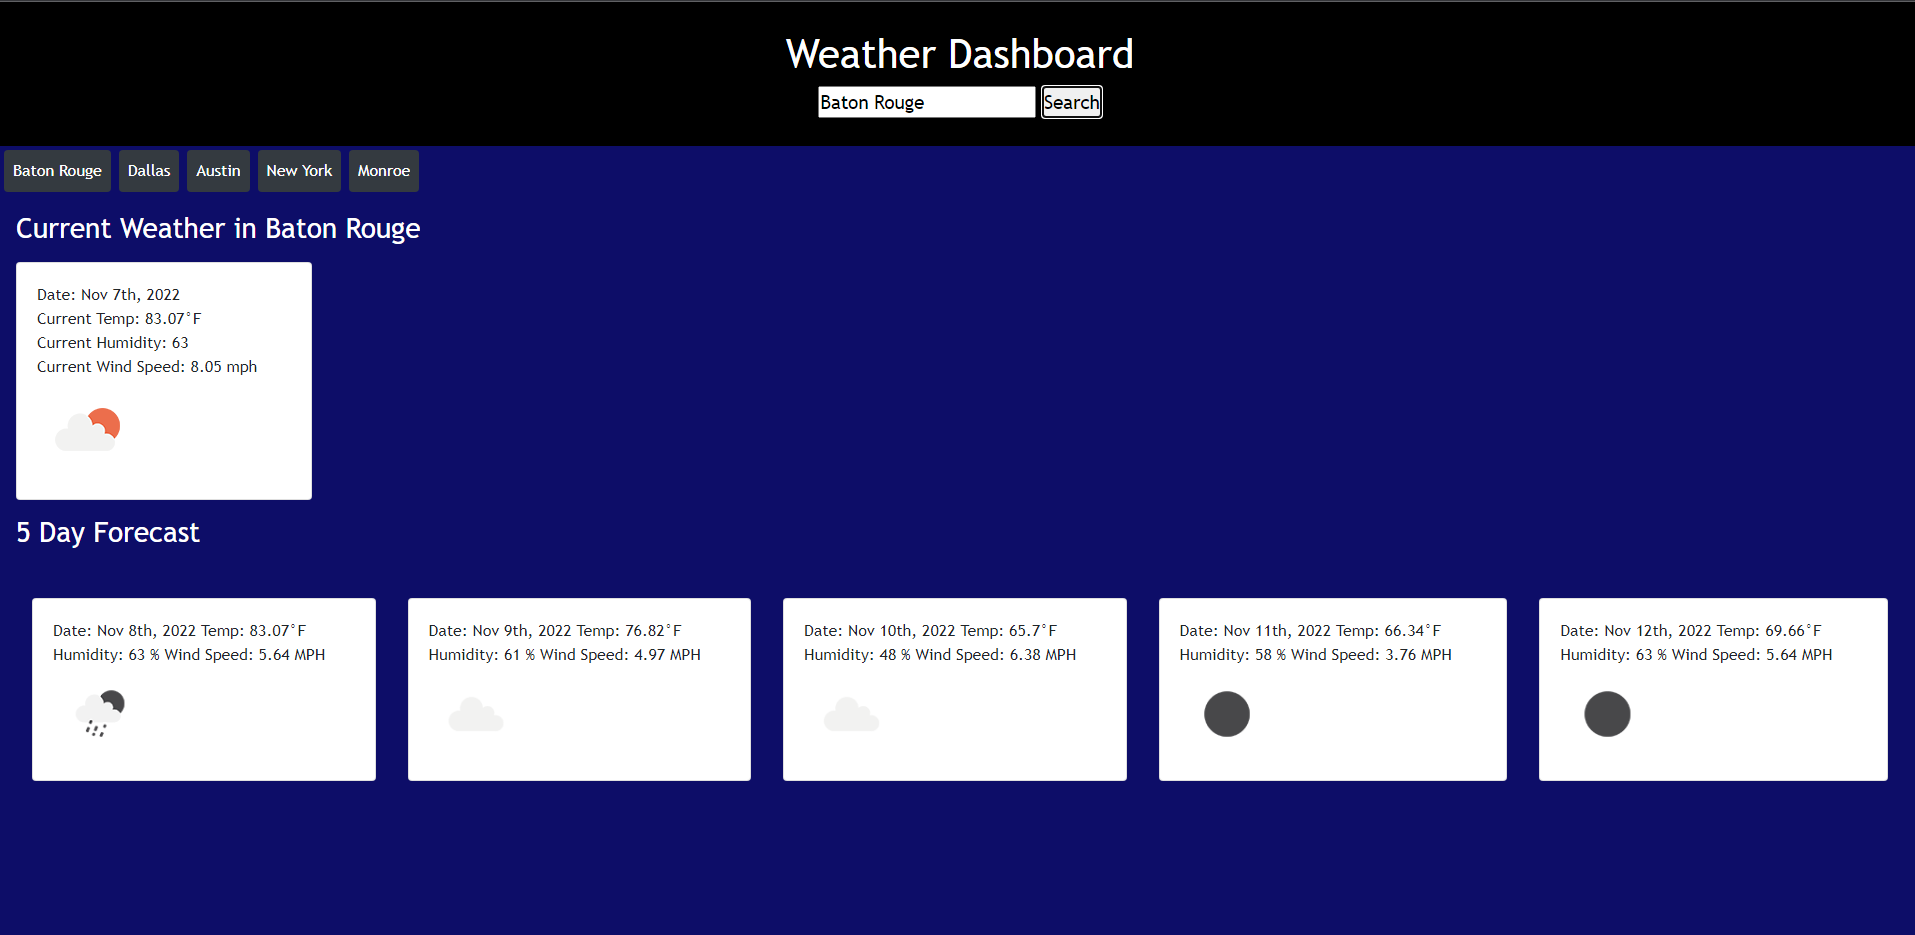 Weather Dashboard
Baton Rouge Search
Baton Rouge Dallas Austin New York Monroe
Current Weather in Baton Rouge
Date: Nov 7th, 2022
Current Temp: 83.07°F
Current Humidity: 63
Current Wind Speed: 8.05 mph
5 Day Forecast
Date: Nov 8th, 2022 Temp: 83.07°F
Humidity: 63 % Wind Speed: 5.64 MPH
Date: Nov 9th, 2022 Temp: 76.82°F
Humidity: 61 % Wind Speed: 4.97 MPH
Date: Nov 10th, 2022 Temp: 65.7°F
Humidity: 48 % Wind Speed: 6.38 MPH
Date: Nov 11th, 2022 Temp: 66.34°F
Humidity: 58 % Wind Speed: 3.76 MPH
Date: Nov 12th, 2022 Temp: 69.66°F
Humidity: 63 % Wind Speed: 5.64 MPH